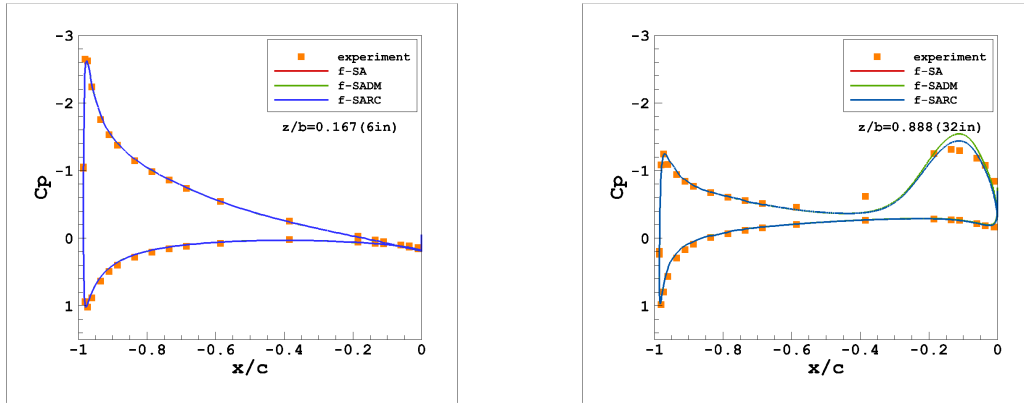 -3
-2
-1
0
1
Cp
-1
-0.8
-0.6
-0.4
-0.2
0
x/c
experiment
f-SA
f-SADM
f-SARC
z/b=0.167(6in)
-3
-2
-1
0
1
Cp
-1
-0.8
-0.6
-0.4
-0.2
0
x/c
experiment
f-SA
f-SADM
f-SARC
z/b=0.888(32in)